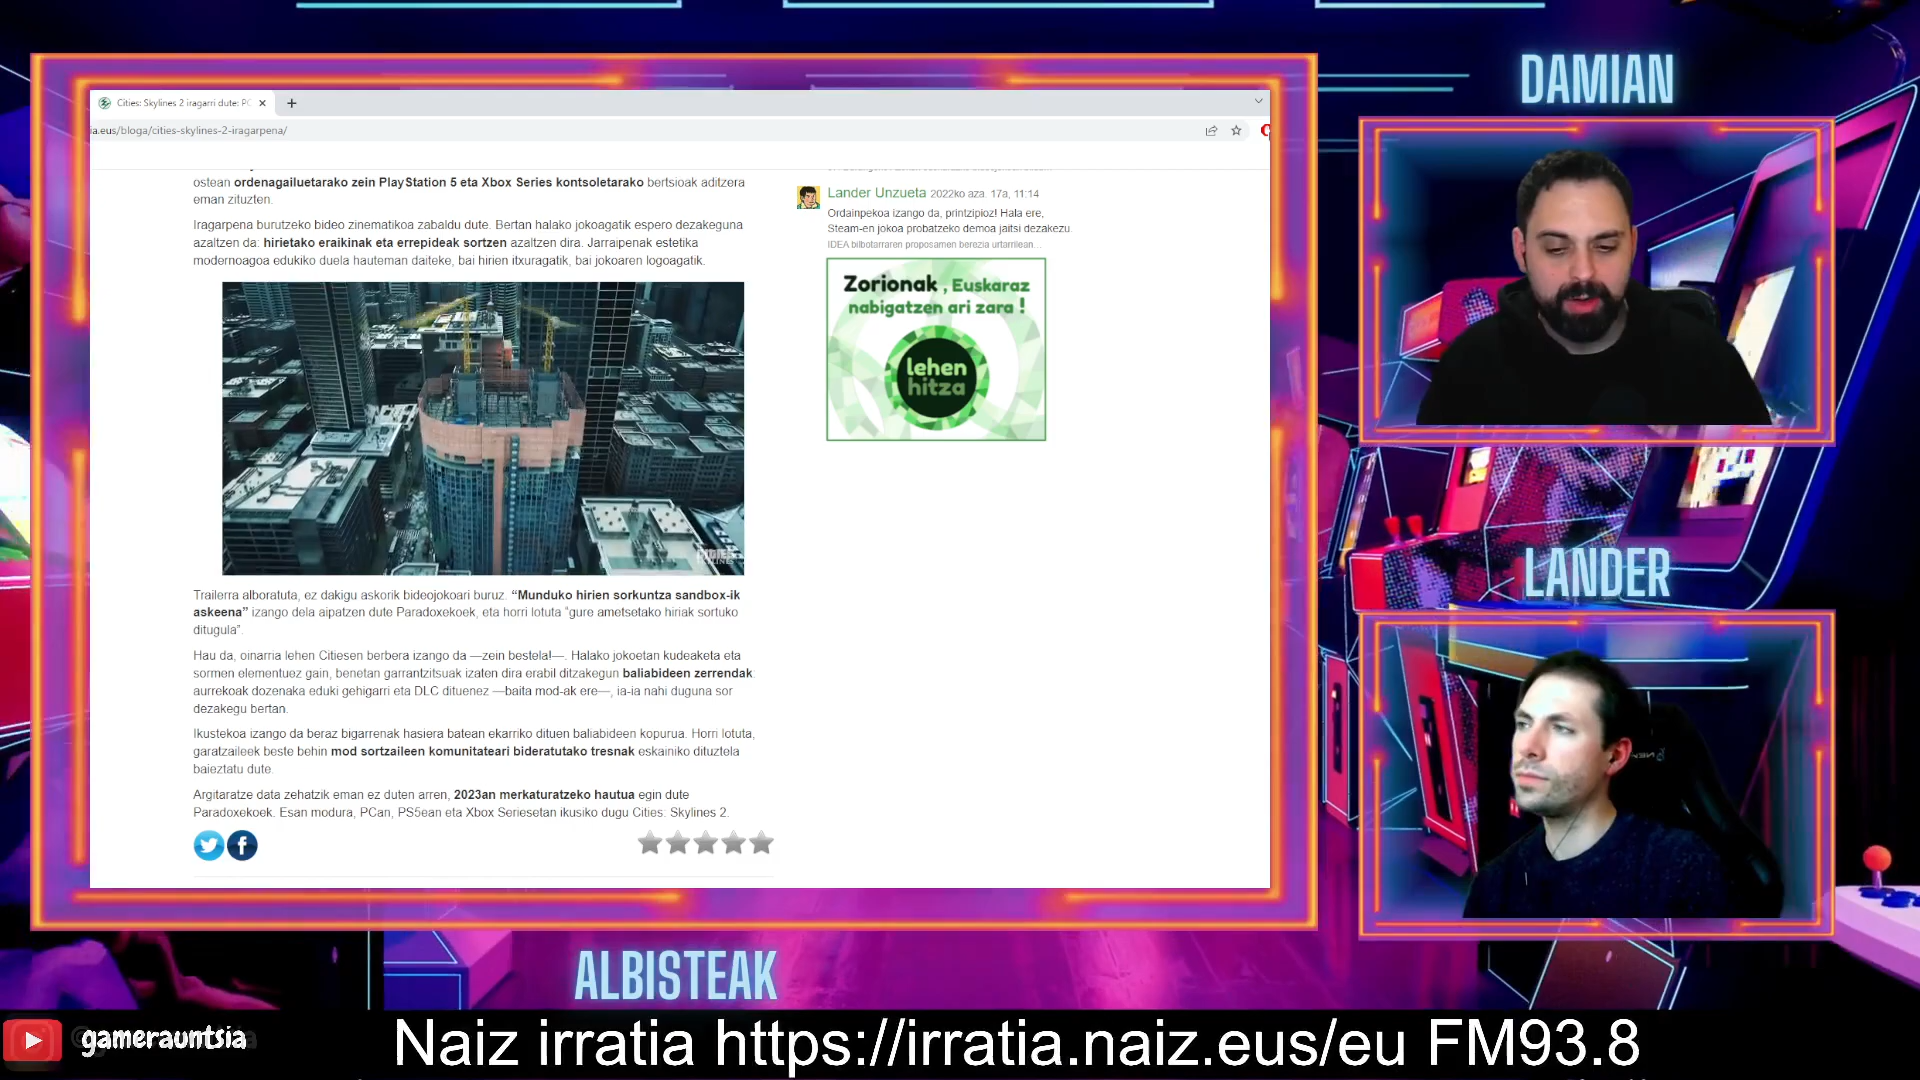 DAMIAN
Cities: Skylines 2 iragarri dute: PC
ia.eus/bloga/cities-skylines-2-iragarpena/
ostean ordenagailuetarako zein PlayStation 5 eta Xbox Series kontsoletarako bertsioak aditzera
eman zituzten.
Iragarpena burutzeko bideo zinematikoa zabaldu dute. Bertan halako jokoagatik espero dezakeguna
azaltzen da: hirietako eraikinak eta errepideak sortzen azaltzen dira. Jarraipenak estetika
modernoagoa edukiko duela hauteman daiteke, bai hirien itxuragatik, bai jokoaren logoagatik.
CITIES
SKYLINES
Trailerra alboratuta, ez dakigu askorik bideojokoari buruz. “Munduko hirien sorkuntza sandbox-ik
askeena” izango dela aipatzen dute Paradoxekoek, eta horri lotuta “gure ametsetako hiriak sortuko
ditugula”.
Hau da, oinarria lehen Citiesen berbera izango da —zein bestela!—. Halako jokoetan kudeaketa eta
sormen elementuez gain, benetan garrantzitsuak izaten dira erabil ditzakegun baliabideen zerrendak
aurrekoak dozenaka eduki gehigarri eta DLC dituenez —baita mod-ak ere—, ia-ia nahi duguna sor
dezakegu bertan.
Ikustekoa izango da beraz bigarrenak hasiera batean ekarriko dituen baliabideen kopurua. Horri lotuta,
garatzaileek beste behin mod sortzaileen komunitateari bideratutako tresnak eskainiko dituztela
baieztatu dute.
Argitaratze data zehatzik eman ez duten arren, 2023an merkaturatzeko hautua egin dute
Paradoxekoek. Esan modura, PCan, PS5ean eta Xbox Seriesetan ikusiko dugu Cities: Skylines 2.
Lander Unzueta 2022ko aza. 17a, 11:14
Ordainpekoa izango da, printzipioz! Hala ere,
Steam-en jokoa probatzeko demoa jaitsi dezakezu.
IDEA bilbotarraren proposamen berezia urtarrilean...
Zorionak , Euskaraz
nabigatzen ari zara !
lehen
hitza
LANDER
ALBISTEAK
gamerauntsia
Naiz irratia https://irratia.naiz.eus/eu FM93.8